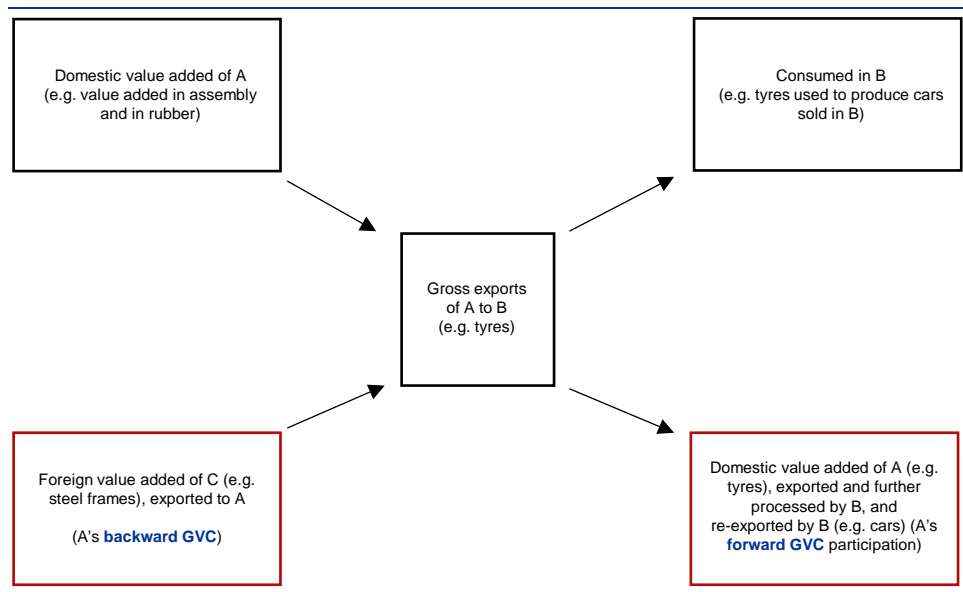 Domestic value added of A
(e.g. value added in assembly
and in rubber)
Consumed in B
(e.g. tyres used to produce cars
sold in B)
Gross exports
of A to B
(e.g. tyres)
Foreign value added of C (e.g.
steel frames), exported to A
(A's backward GVC)
Domestic value added of A (e.g.
tyres), exported and further
processed by B, and
re-exported by B (e.g. cars) (A's
forward GVC participation)